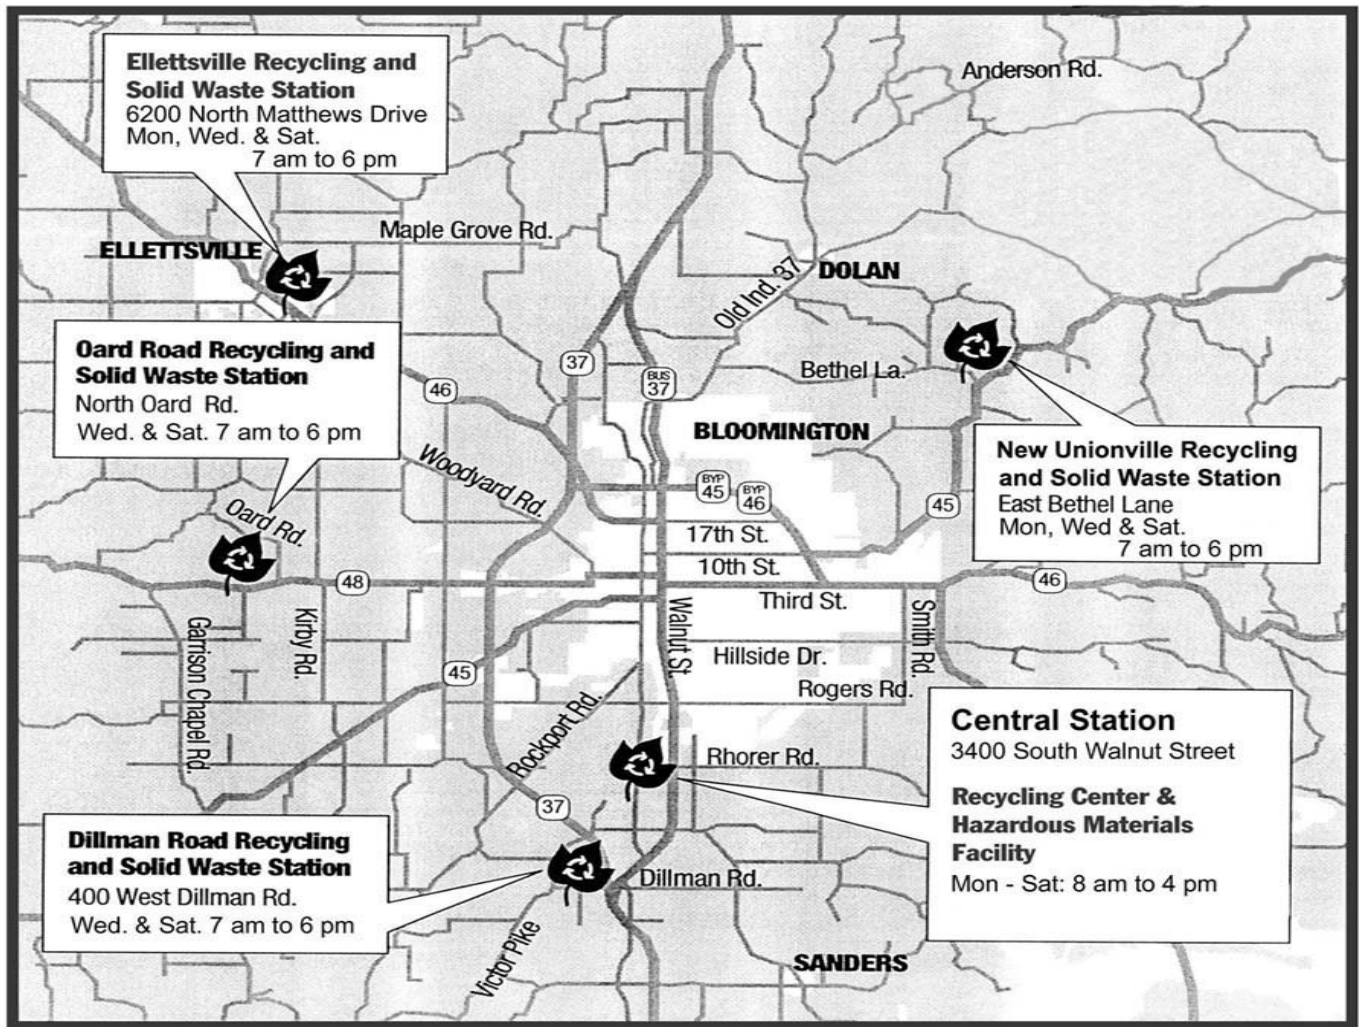 Ellettsville Recycling and
Solid Waste Station
6200 North Matthews Drive
Mon, Wed. & Sat.
7 am to 6 pm
Anderson Rd.
Maple Grove Rd.
ELLETTSVILLE
DOLAN
Old Ind. 37
Oard Road Recycling and
Solid Waste Station
North Oard Rd.
Wed. & Sat. 7 am to 6 pm
37
46
BUS
37
Bethel La.
BLOOMINGTON
New Unionville Recycling
and Solid Waste Station
East Bethel Lane
Mon, Wed & Sat.
7 am to 6 pm
Woodyard Rd.
BYP
45
BYP
46
45
Oard Rd.
17th St.
10th St.
48
46
Third St.
Garrison Chapel Rd.
Kirby Rd.
Walnut St.
Smith Rd.
Hillside Dr.
45
Rogers Rd.
Rockport Rd.
Rhorer Rd.
Central Station
3400 South Walnut Street
Recycling Center &
Hazardous Materials
Facility
Mon - Sat: 8 am to 4 pm
37
Dillman Road Recycling
and Solid Waste Station
400 West Dillman Rd.
Wed. & Sat. 7 am to 6 pm
Dillman Rd.
Victor Pike
SANDERS